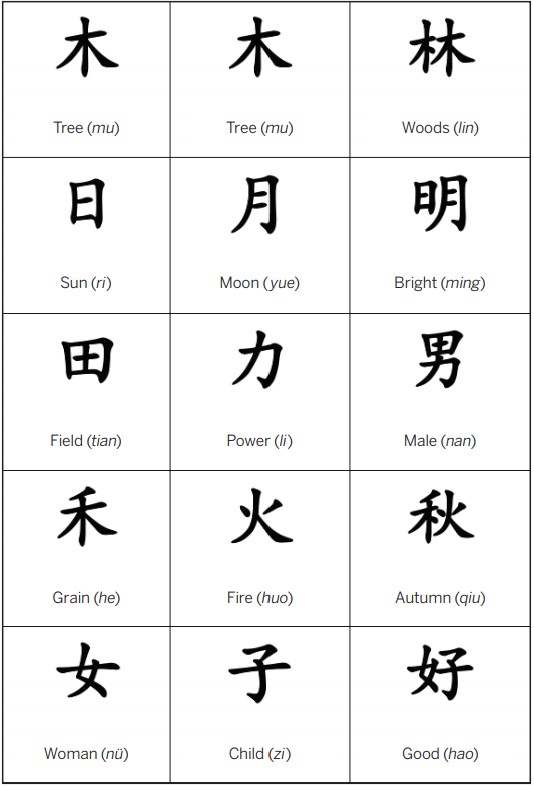 木 木 林
Tree (mu) Tree (mu) Woods (lin)
日 月 明
Sun (ri) Moon (yue) Bright (ming)
田 力 男
Field (tian) Power (li) Male (nan)
禾 火 秋
Grain (he) Fire (huo) Autumn (qiu)
女 子 好
Woman (nü) Child (zi) Good (hao)